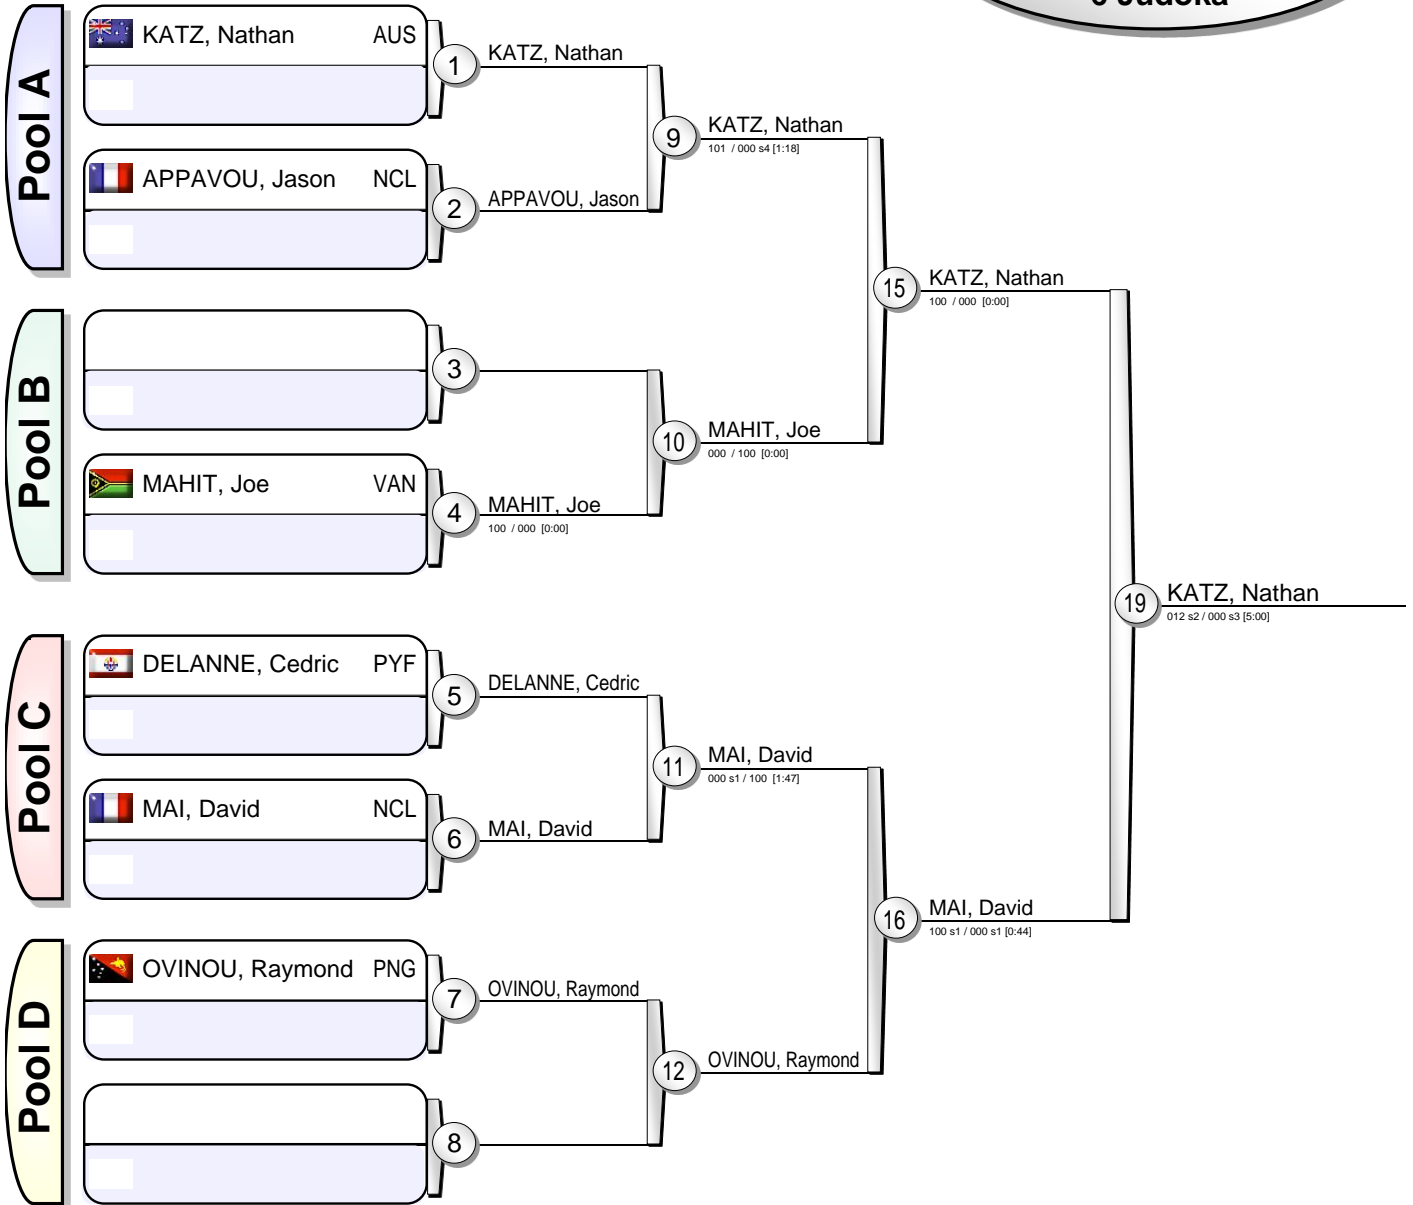 6 Judoka
Pool A
KATZ, Nathan AUS
1
KATZ, Nathan
APPAVOU, Jason NCL
2
APPAVOU, Jason
9
KATZ, Nathan
101 / 000 s4 [1:18]
Pool B
3
MAHIT, Joe VAN
4
MAHIT, Joe
100 / 000 [0:00]
10
MAHIT, Joe
000 / 100 [0:00]
15
KATZ, Nathan
100 / 000 [0:00]
Pool C
DELANNE, Cedric PYF
5
DELANNE, Cedric
MAI, David NCL
6
MAI, David
11
MAI, David
000 s1 / 100 [1:47]
Pool D
OVINOU, Raymond PNG
7
OVINOU, Raymond
8
12
OVINOU, Raymond
16
MAI, David
100 s1 / 000 s1 [0:44]
19
KATZ, Nathan
012 s2 / 000 s3 [5:00]